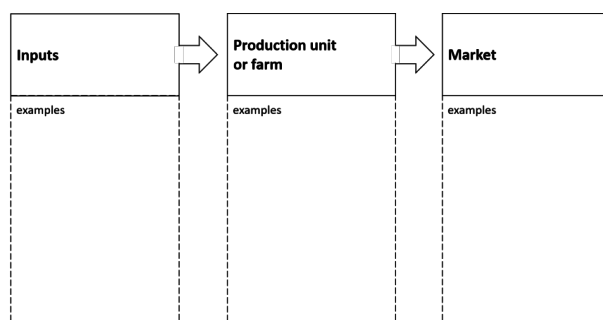 Inputs
Production unit
or farm
Market
examples
examples
examples